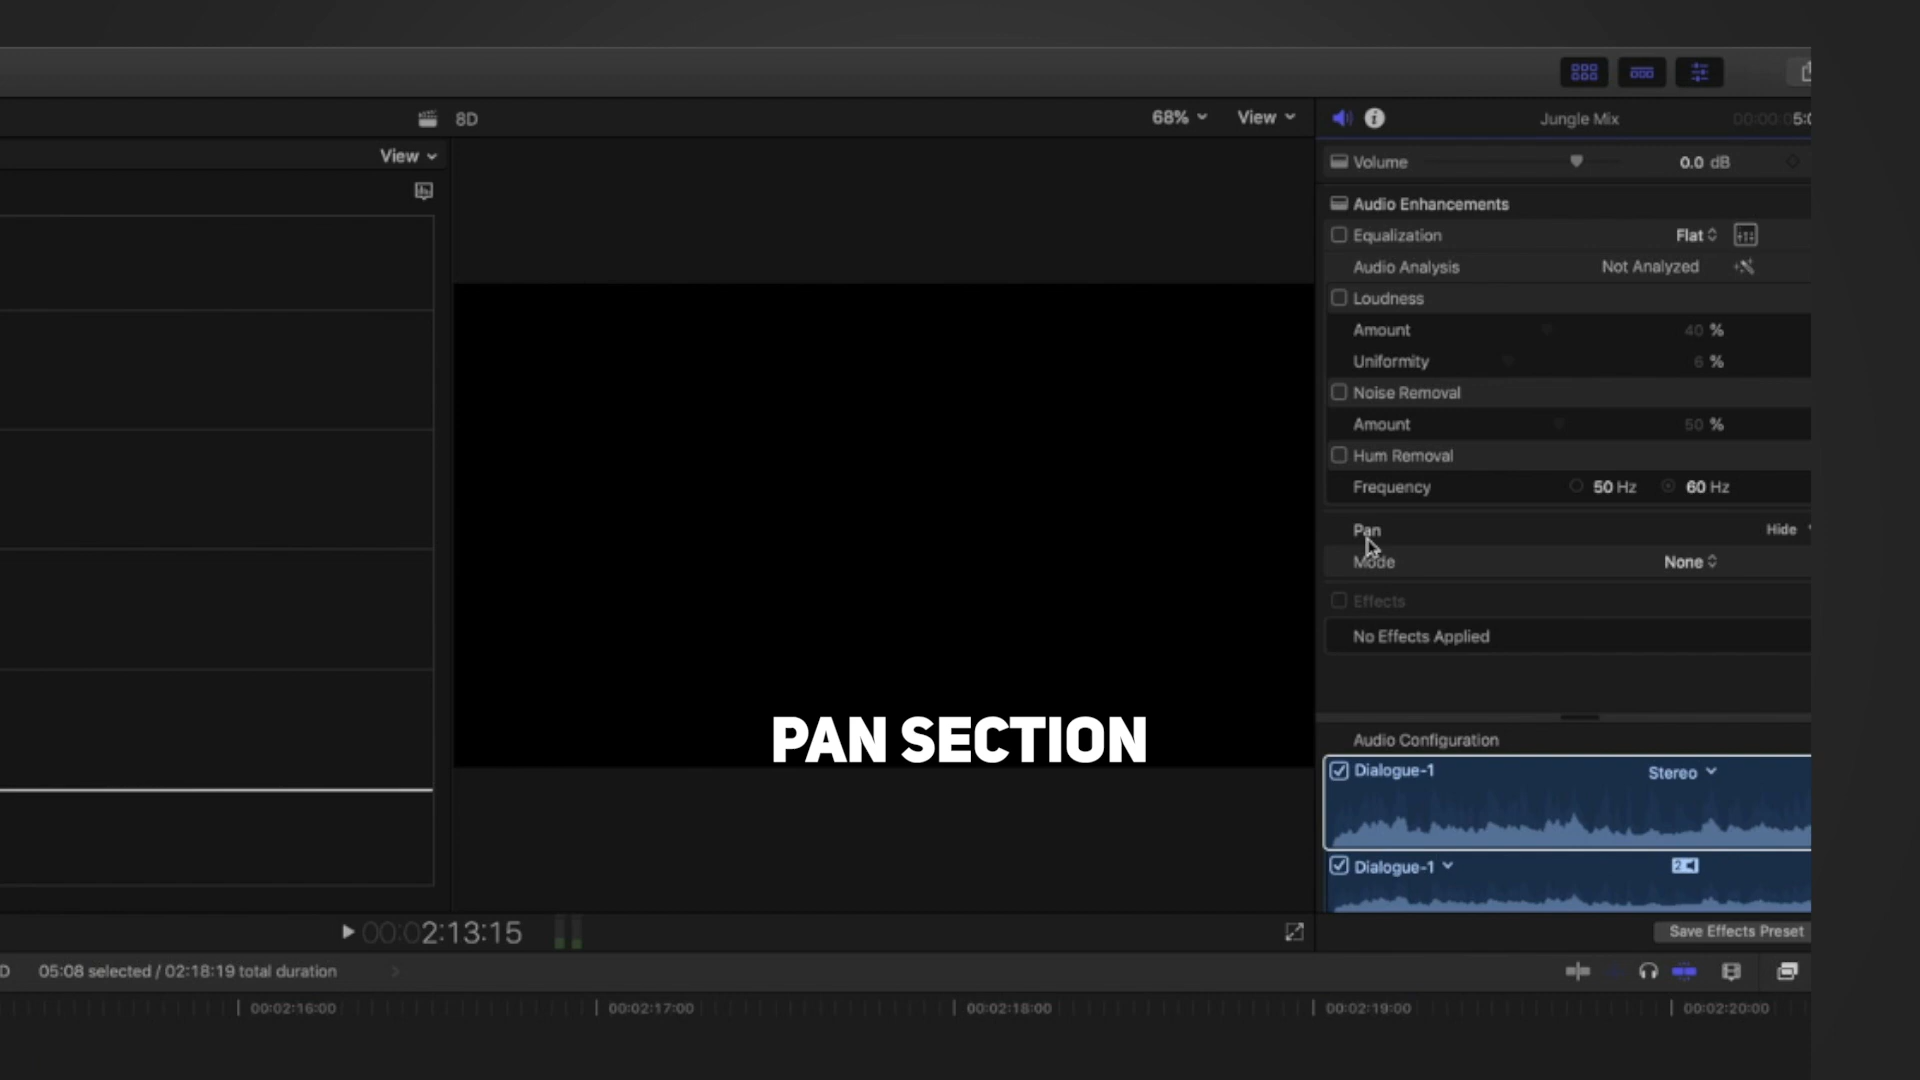 8D
68%
View
Jungle Mix
View
Volume
0.0 dB
Audio Enhancements
Equalization
Flat
Audio Analysis
Not Analyzed
Loudness
Amount
40 %
Uniformity
6 %
Noise Removal
Amount
50 %
Hum Removal
Frequency
50 Hz
60 Hz
Pan
Hide
Mode
None
Effects
No Effects Applied
PAN SECTION
Audio Configuration
Dialogue-1
Stereo
Dialogue-1
2
00:02:13:15
Save Effects Preset
05:08 selected / 02:18:19 total duration
00:02:16:00
00:02:17:00
00:02:18:00
00:02:19:00
00:02:20:00